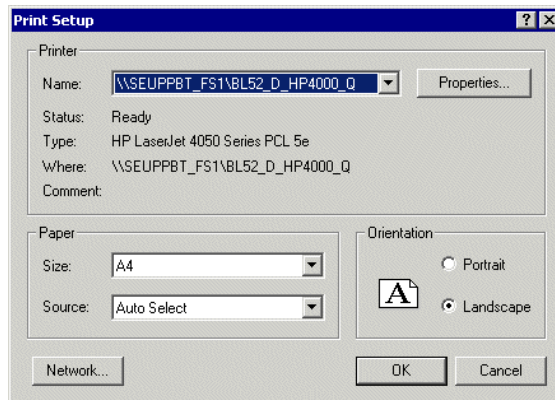 Print Setup
Printer
Name: \\SEUPPBT_FS1\BL52_D_HP4000_Q Properties...
Status: Ready
Type: HP LaserJet 4050 Series PCL 5e
Where: \\SEUPPBT_FS1\BL52_D_HP4000_Q
Comment:
Paper
Size: A4
Source: Auto Select
Orientation
A
Portrait
Landscape
Network... OK Cancel